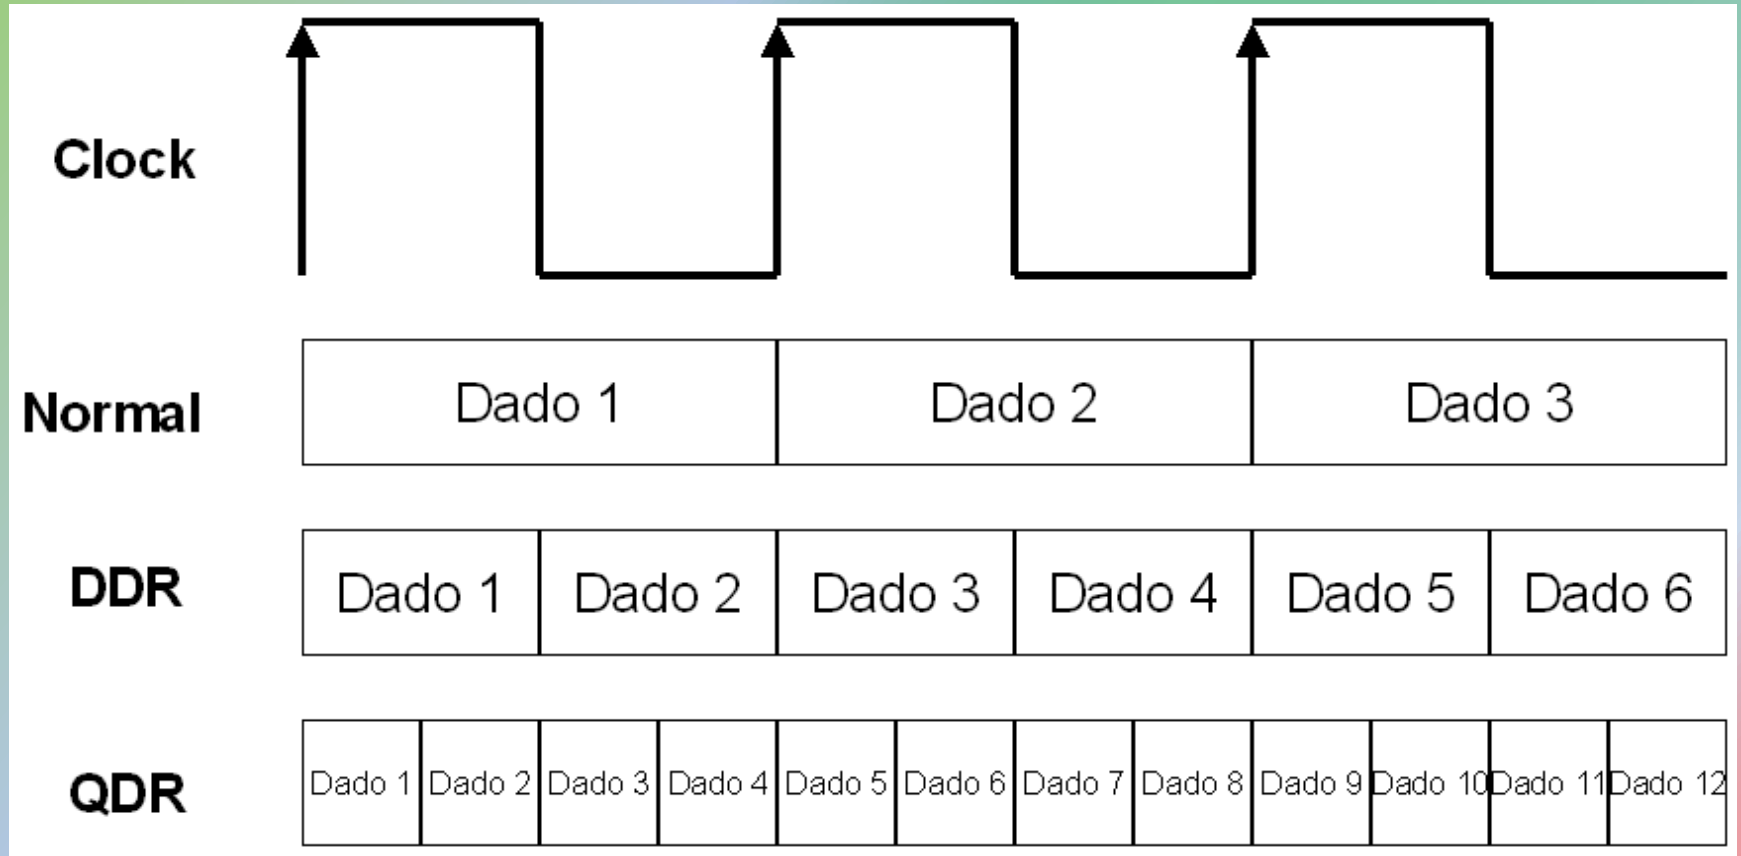 Clock
Normal Dado 1 Dado 2 Dado 3
DDR Dado 1 Dado 2 Dado 3 Dado 4 Dado 5 Dado 6
QDR Dado 1 Dado 2 Dado 3 Dado 4 Dado 5 Dado 6 Dado 7 Dado 8 Dado 9 Dado 10 Dado 11 Dado 12